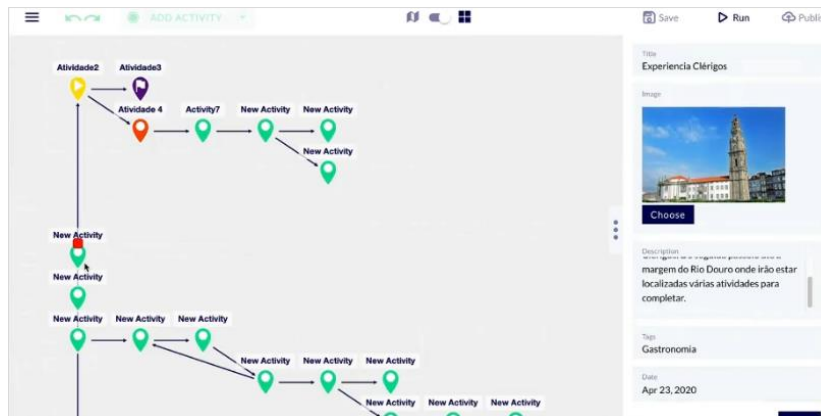 ADD ACTIVITY
Save
Run
Publi
Title
Experiencia Clérigos
Image
Choose
Description
margem do Rio Douro onde irão estar
localizadas várias atividades para
completar.
Tags
Gastronomia
Date
Apr 23, 2020
Atividade2 Atividade3
Atividade 4 Activity7 New Activity New Activity
New Activity
New Activity
New Activity
New Activity New Activity New Activity
New Activity New Activity New Activity
New Activity New Activity New Activity